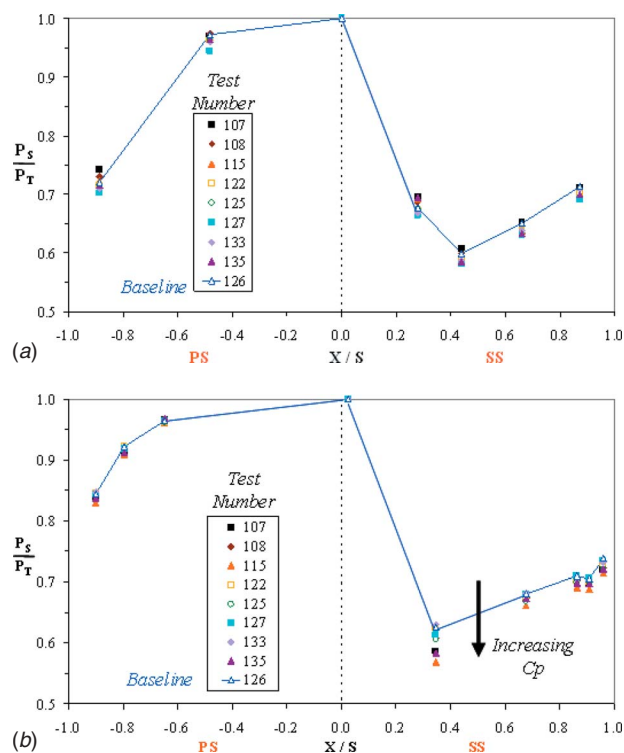 1.0
0.9
0.8
0.7
0.6
0.5
P_S
P_T
Test
Number
107
108
115
122
125
127
133
135
126
Baseline
-1.0 -0.8 -0.6 -0.4 -0.2 0.0 0.2 0.4 0.6 0.8 1.0
(a) PS X / S SS
1.0
0.9
0.8
0.7
0.6
0.5
P_S
P_T
Test
Number
107
108
115
122
125
127
133
135
126
Baseline
Increasing
Cp
-1.0 -0.8 -0.6 -0.4 -0.2 0.0 0.2 0.4 0.6 0.8 1.0
(b) PS X / S SS